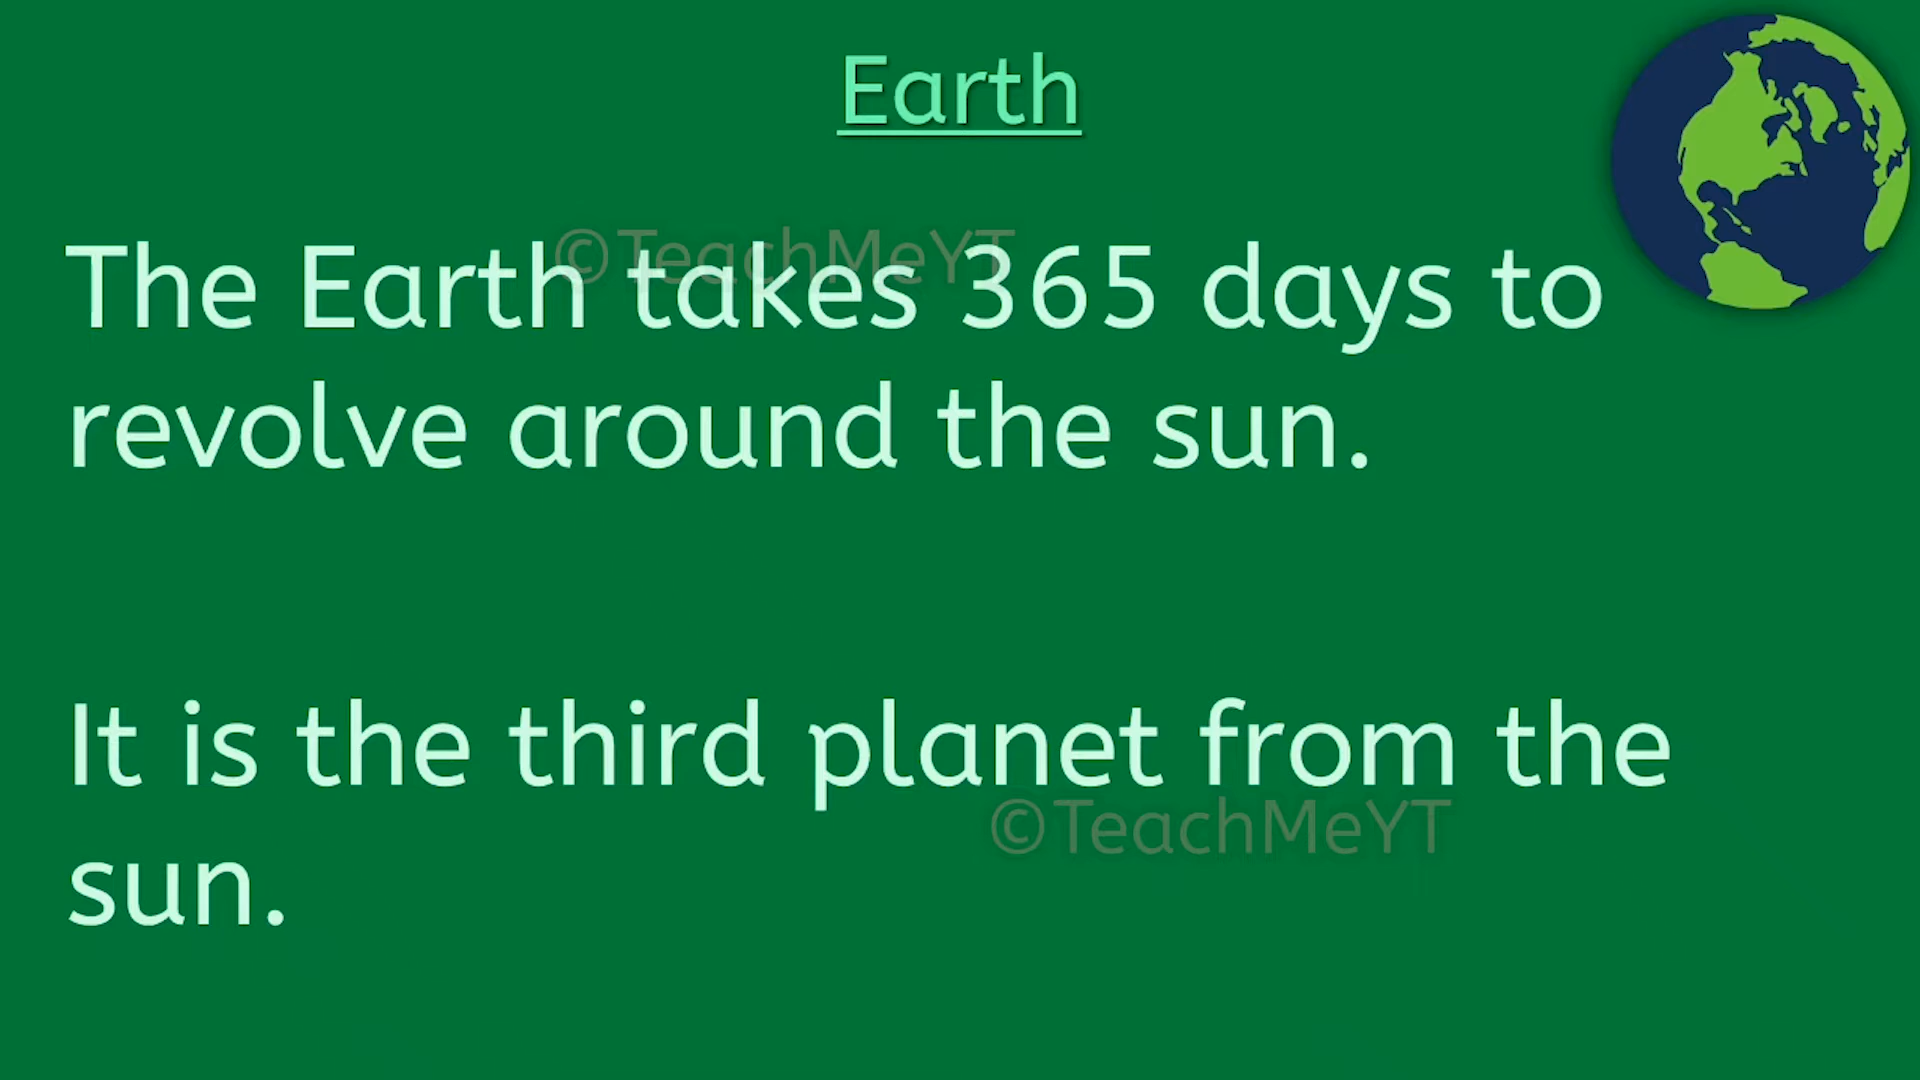 Earth
©TeachMeYT
The Earth takes 365 days to
revolve around the sun.
It is the third planet from the
©TeachMeYT
sun.